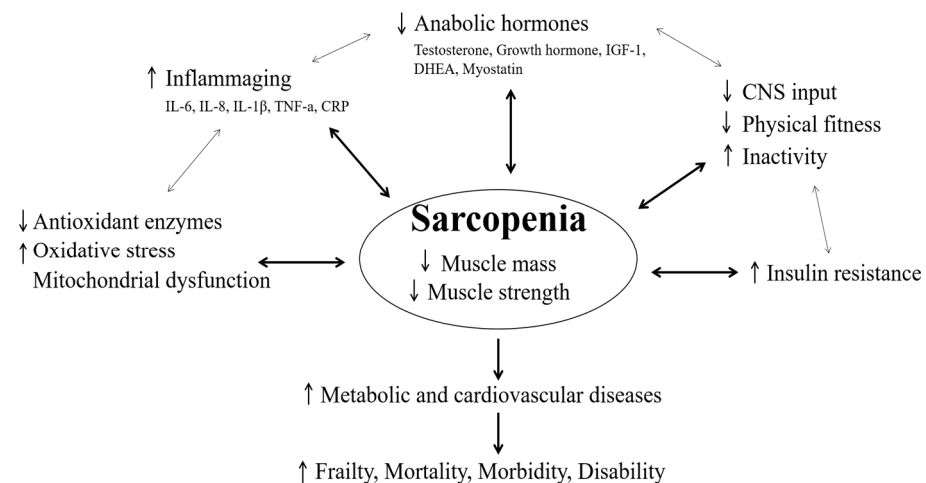 ↓ Anabolic hormones
Testosterone, Growth hormone, IGF-1,
DHEA, Myostatin
↑ Inflammaging
IL-6, IL-8, IL-1β, TNF-a, CRP
↓ CNS input
↓ Physical fitness
↑ Inactivity
↓ Antioxidant enzymes
↑ Oxidative stress
Mitochondrial dysfunction
Sarcopenia
↓ Muscle mass
↓ Muscle strength
↑ Insulin resistance
↑ Metabolic and cardiovascular diseases
↑ Frailty, Mortality, Morbidity, Disability